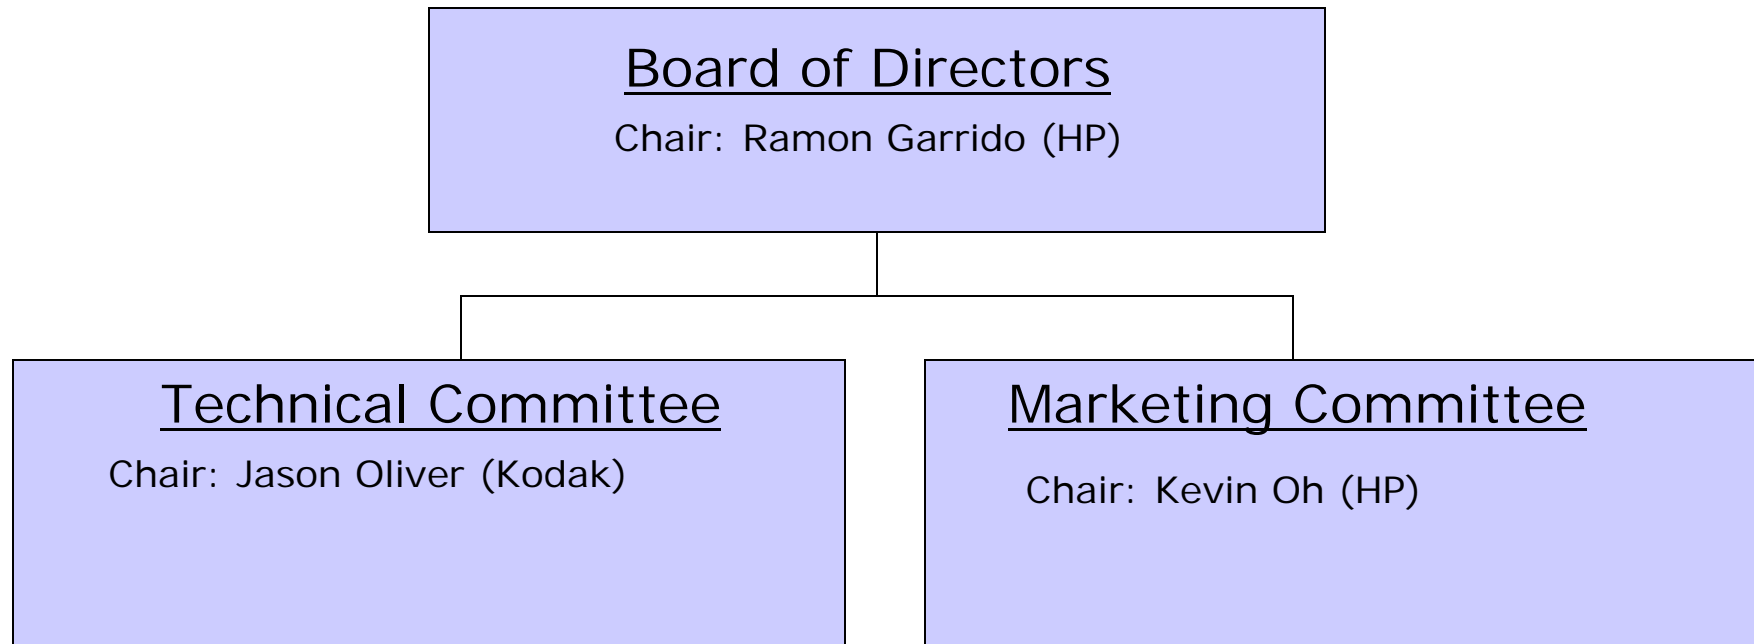 Board of Directors
Chair: Ramon Garrido (HP)
Technical Committee
Chair: Jason Oliver (Kodak)
Marketing Committee
Chair: Kevin Oh (HP)